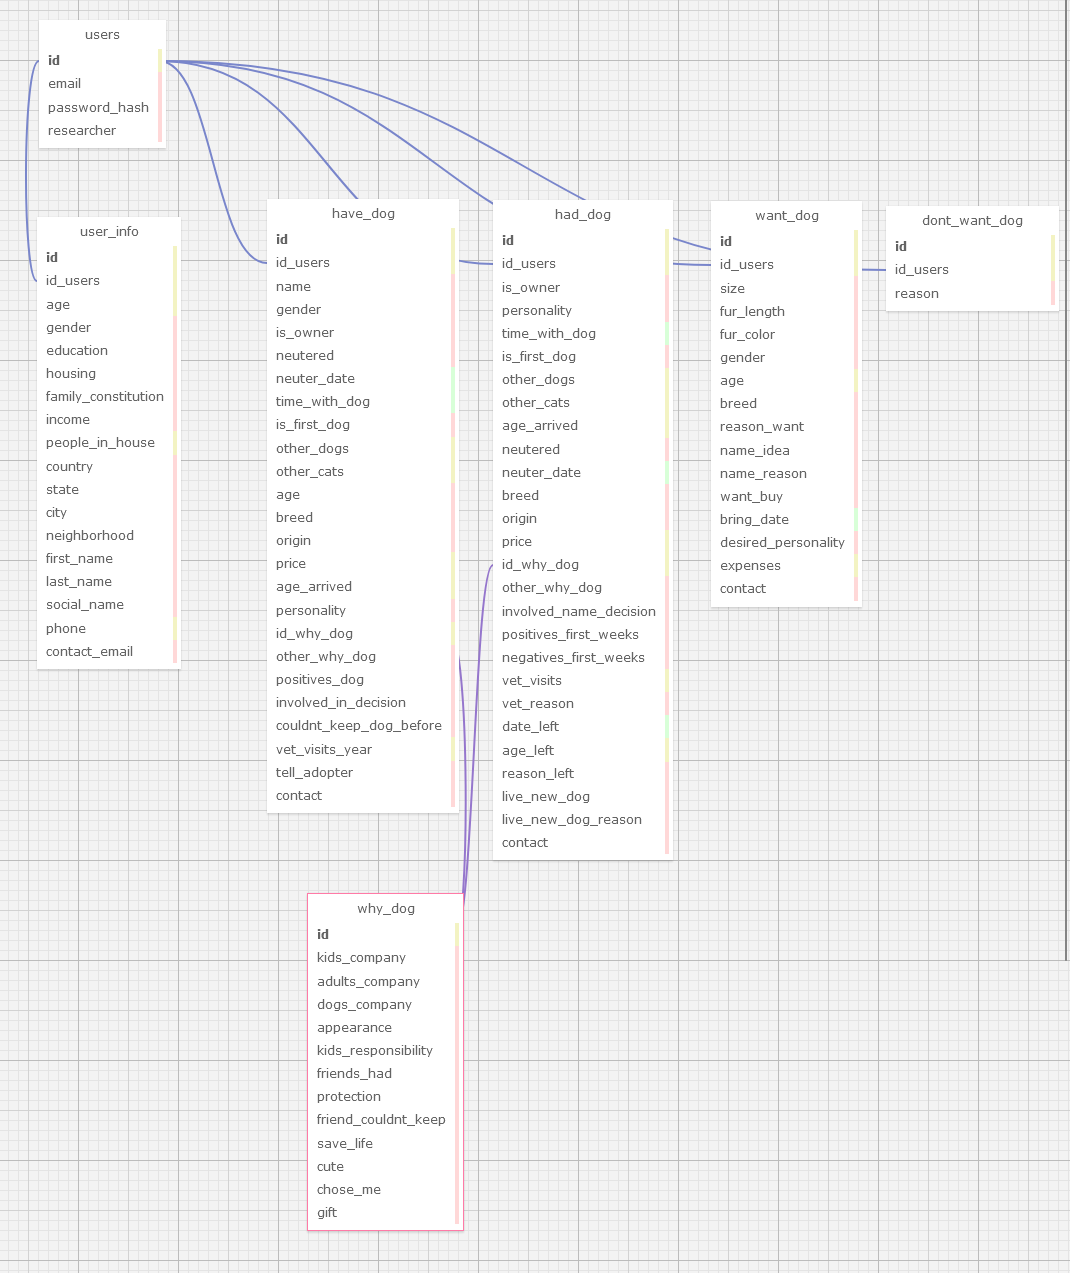 users
id
email
password_hash
researcher
user_info
id
id_users
age
gender
education
housing
family_constitution
income
people_in_house
country
state
city
neighborhood
first_name
last_name
social_name
phone
contact_email
have_dog
id
id_users
name
gender
is_owner
neutered
neuter_date
time_with_dog
is_first_dog
other_dogs
other_cats
age
breed
origin
price
age_arrived
personality
id_why_dog
other_why_dog
positives_dog
involved_in_decision
couldnt_keep_dog_before
vet_visits_year
tell_adopter
contact
had_dog
id
id_users
is_owner
personality
time_with_dog
is_first_dog
other_dogs
other_cats
age_arrived
neutered
neuter_date
breed
origin
price
id_why_dog
other_why_dog
involved_name_decision
positives_first_weeks
negatives_first_weeks
vet_visits
vet_reason
date_left
age_left
reason_left
live_new_dog
live_new_dog_reason
contact
want_dog
id
id_users
size
fur_length
fur_color
gender
age
breed
reason_want
name_idea
name_reason
want_buy
bring_date
desired_personality
expenses
contact
dont_want_dog
id
id_users
reason
why_dog
id
kids_company
adults_company
dogs_company
appearance
kids_responsibility
friends_had
protection
friend_couldnt_keep
save_life
cute
chose_me
gift